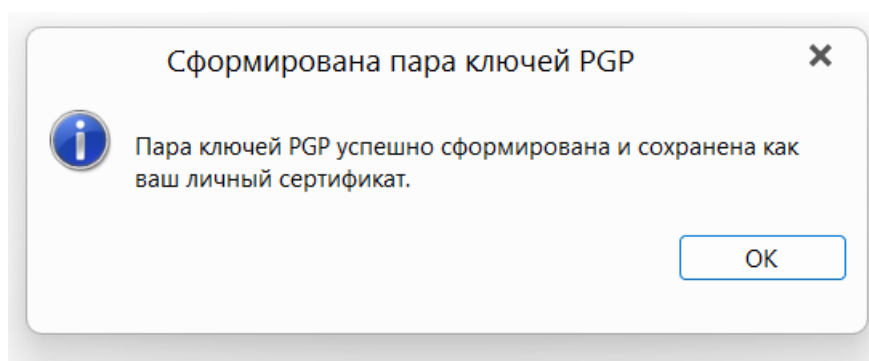 Сформирована пара ключей PGP
Пара ключей PGP успешно сформирована и сохранена как
ваш личный сертификат.
OK